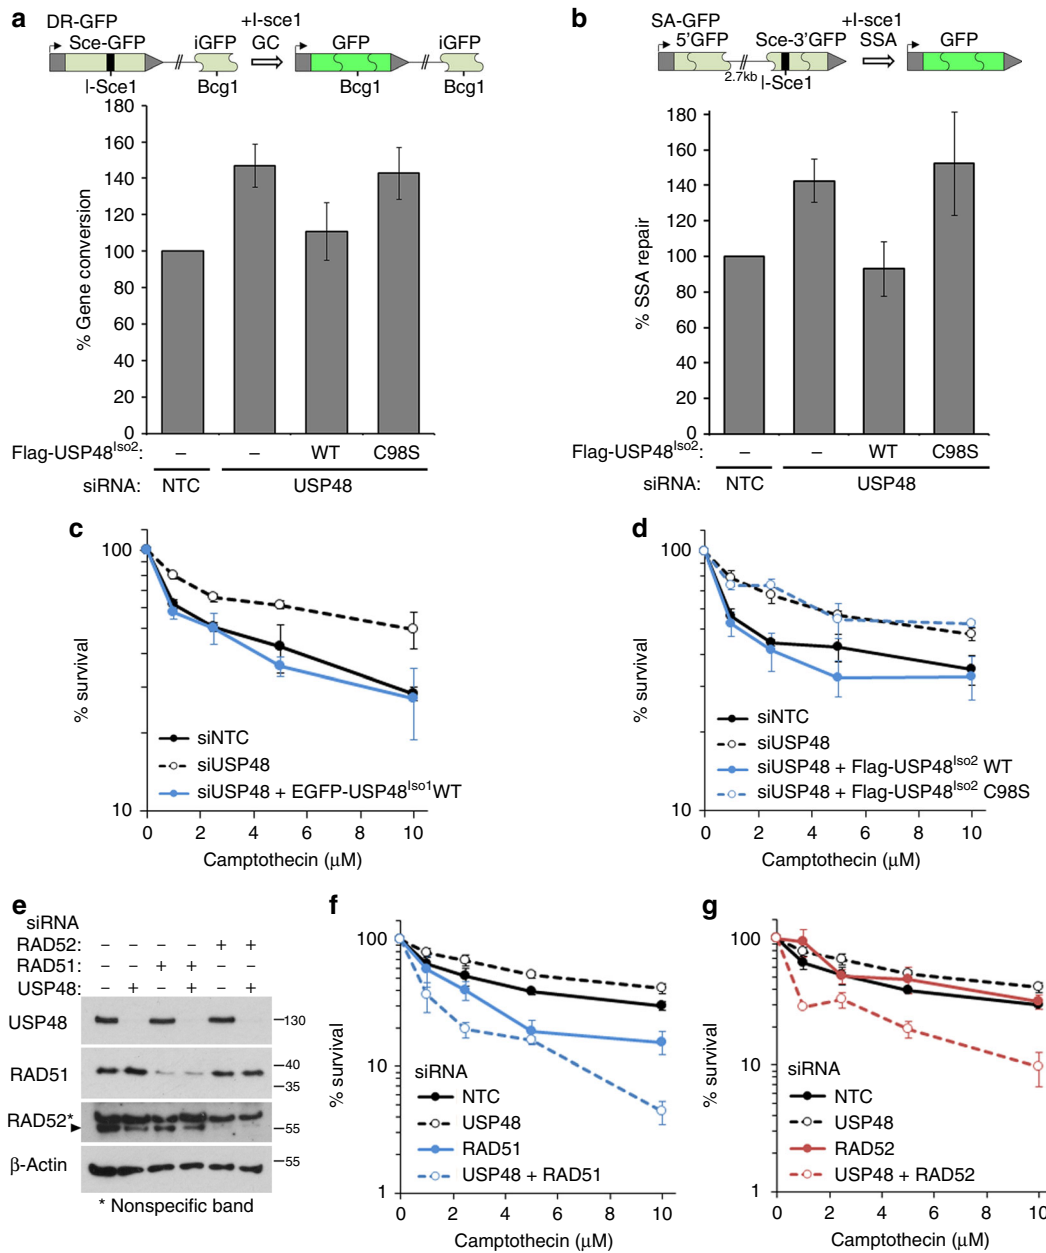 a
DR-GFP
+I-sce1
Sce-GFP
iGFP
GC
GFP
iGFP
I-Sce1
Bcg1
Bcg1
Bcg1
% Gene conversion
180
160
140
120
100
80
60
40
20
0
Flag-USP48Iso2:
–
–
WT
C98S
siRNA:
NTC
USP48
b
SA-GFP
+I-sce1
5'GFP
Sce-3'GFP
SSA
GFP
2.7kb
I-Sce1
% SSA repair
180
160
140
120
100
80
60
40
20
0
Flag-USP48Iso2:
–
–
WT
C98S
siRNA:
NTC
USP48
c
% survival
100
10
siNTC
siUSP48
siUSP48 + EGFP-USP48Iso1WT
0 2 4 6 8 10
Camptothecin (μM)
d
% survival
100
10
siNTC
siUSP48
siUSP48 + Flag-USP48Iso2 WT
siUSP48 + Flag-USP48Iso2 C98S
0 2 4 6 8 10
Camptothecin (μM)
e
siRNA
RAD52: – – – – + +
RAD51: – – + + – –
USP48: – + – + – +
USP48
–130
RAD51
–40
–35
RAD52*
–55
β-Actin
–55
* Nonspecific band
f
% survival
100
10
1
siRNA
NTC
USP48
RAD51
USP48 + RAD51
0 2 4 6 8 10
Camptothecin (μM)
g
% survival
100
10
1
siRNA
NTC
USP48
RAD52
USP48 + RAD52
0 2 4 6 8 10
Camptothecin (μM)